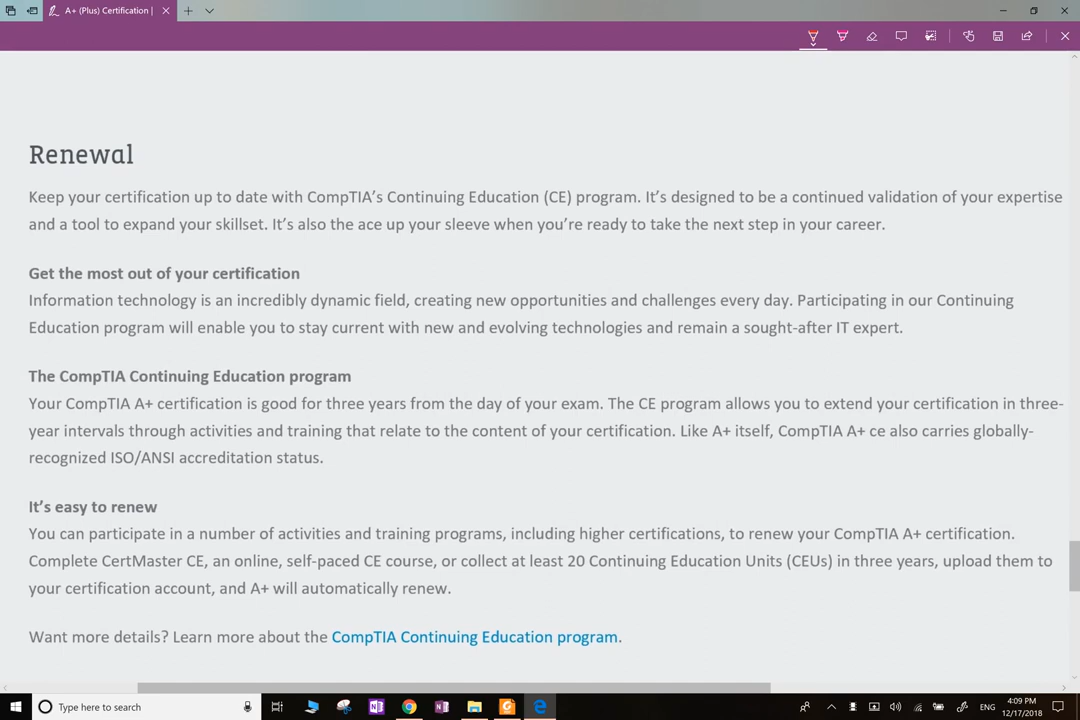 A+ (Plus) Certification |
Renewal
Keep your certification up to date with CompTIA's Continuing Education (CE) program. It's designed to be a continued validation of your expertise
and a tool to expand your skillset. It's also the ace up your sleeve when you're ready to take the next step in your career.
Get the most out of your certification
Information technology is an incredibly dynamic field, creating new opportunities and challenges every day. Participating in our Continuing
Education program will enable you to stay current with new and evolving technologies and remain a sought-after IT expert.
The CompTIA Continuing Education program
Your CompTIA A+ certification is good for three years from the day of your exam. The CE program allows you to extend your certification in three-
year intervals through activities and training that relate to the content of your certification. Like A+ itself, CompTIA A+ ce also carries globally-
recognized ISO/ANSI accreditation status.
It's easy to renew
You can participate in a number of activities and training programs, including higher certifications, to renew your CompTIA A+ certification.
Complete CertMaster CE, an online, self-paced CE course, or collect at least 20 Continuing Education Units (CEUs) in three years, upload them to
your certification account, and A+ will automatically renew.
Want more details? Learn more about the CompTIA Continuing Education program.
Type here to search
ENG
4:09 PM
12/17/2018